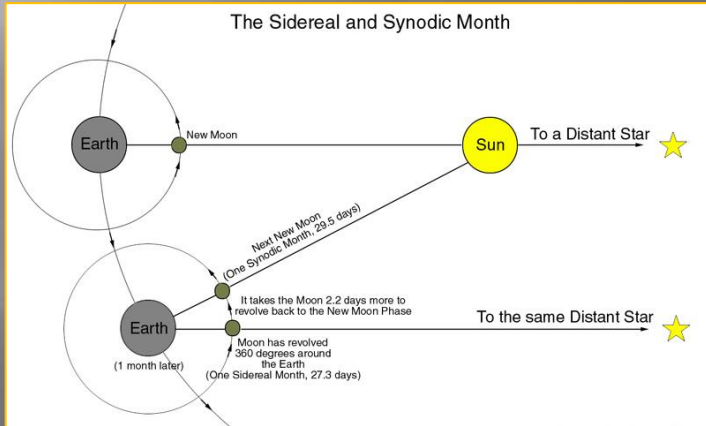 The Sidereal and Synodic Month
Earth
New Moon
Sun
To a Distant Star
Next New Moon
(One Synodic Month, 29.5 days)
It takes the Moon 2.2 days more to
revolve back to the New Moon Phase
Earth
(1 month later)
To the same Distant Star
Moon has revolved
360 degrees around
the Earth
(One Sidereal Month, 27.3 days)